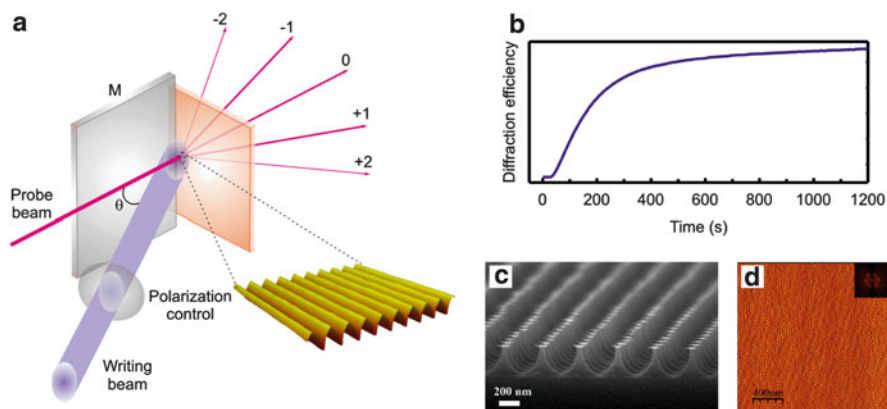 a
-2
-1
0
+1
+2
M
Probe
beam
θ
Polarization
control
Writing
beam
b
Diffraction efficiency
0 200 400 600 800 1000 1200
Time (s)
c
200 nm
d
400nm